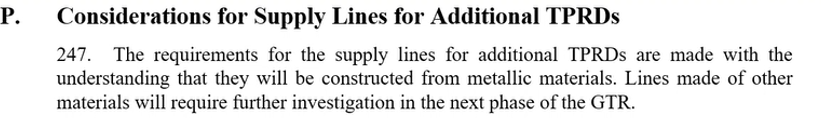 P. Considerations for Supply Lines for Additional TPRDs
247. The requirements for the supply lines for additional TPRDs are made with the
understanding that they will be constructed from metallic materials. Lines made of other
materials will require further investigation in the next phase of the GTR.